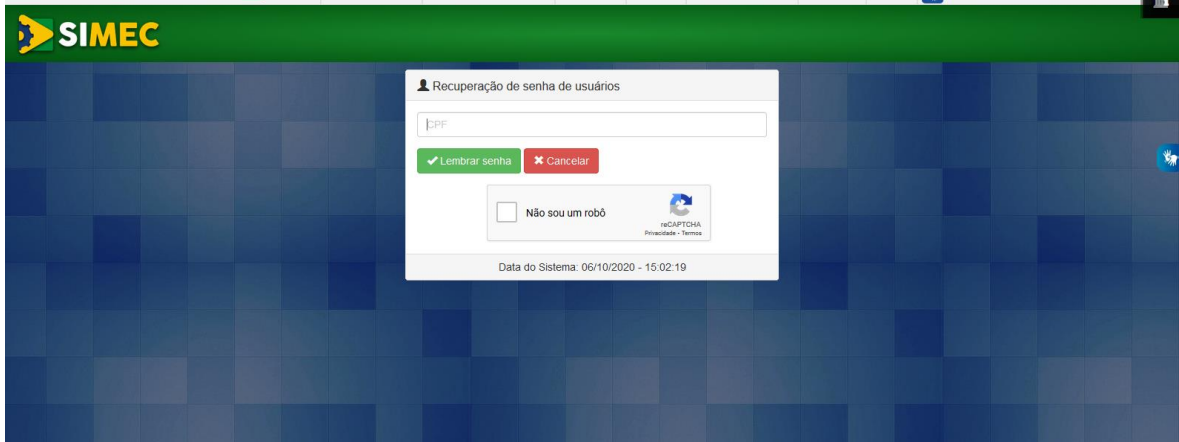 SIMEC
Recuperação de senha de usuários
CPF
Lembrar senha Cancelar
Não sou um robô
reCAPTCHA
Privacidade - Termos
Data do Sistema: 06/10/2020 - 15:02:19